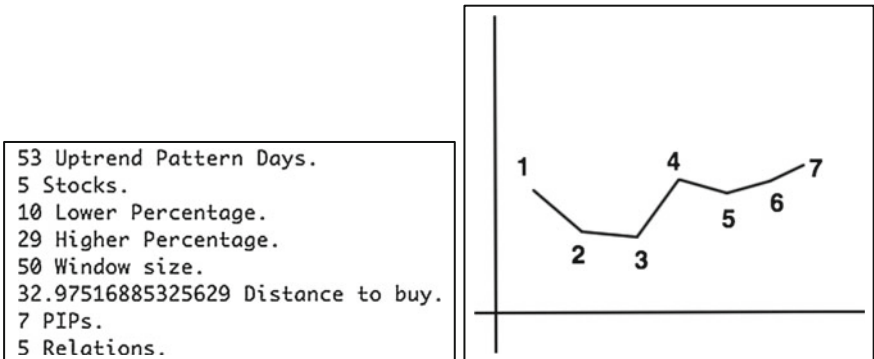 53 Uptrend Pattern Days.
5 Stocks.
10 Lower Percentage.
29 Higher Percentage.
50 Window size.
32.97516885325629 Distance to buy.
7 PIPs.
5 Relations.
1
2
3
4
5
6
7